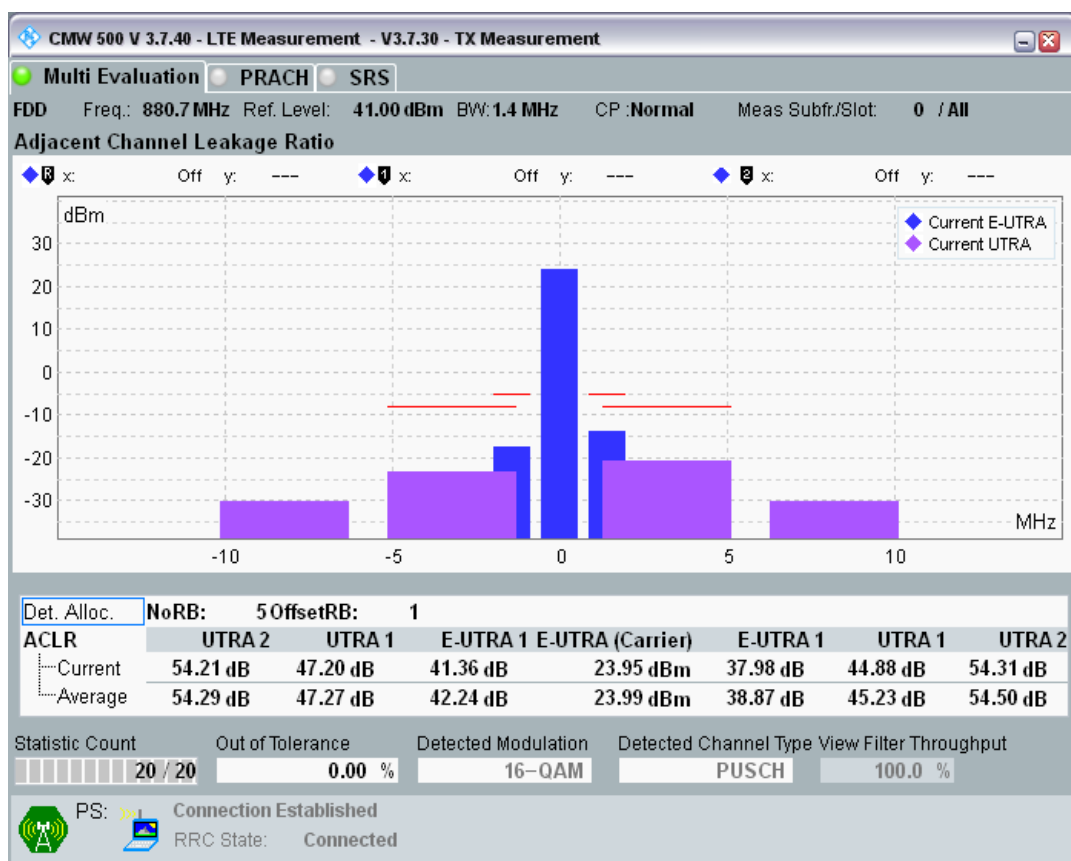 CMW 500 V 3.7.40 - LTE Measurement - V3.7.30 - TX Measurement
Multi Evaluation PRACH SRS
FDD Freq.: 880.7 MHz Ref. Level: 41.00 dBm BW: 1.4 MHz CP :Normal Meas Subfr./Slot: 0 / All
Adjacent Channel Leakage Ratio
R x: Off y: --- 1 x: Off y: --- 2 x: Off y: ---
dBm
Current E-UTRA
Current UTRA
30
20
10
0
-10
-20
-30
MHz
-10 -5 0 5 10
Det. Alloc. NoRB: 5 OffsetRB: 1
ACLR UTRA 2 UTRA 1 E-UTRA 1 E-UTRA (Carrier) E-UTRA 1 UTRA 1 UTRA 2
Current 54.21 dB 47.20 dB 41.36 dB 23.95 dBm 37.98 dB 44.88 dB 54.31 dB
Average 54.29 dB 47.27 dB 42.24 dB 23.99 dBm 38.87 dB 45.23 dB 54.50 dB
Statistic Count Out of Tolerance Detected Modulation Detected Channel Type View Filter Throughput
20 / 20 0.00 % 16-QAM PUSCH 100.0 %
PS: Connection Established
RRC State: Connected